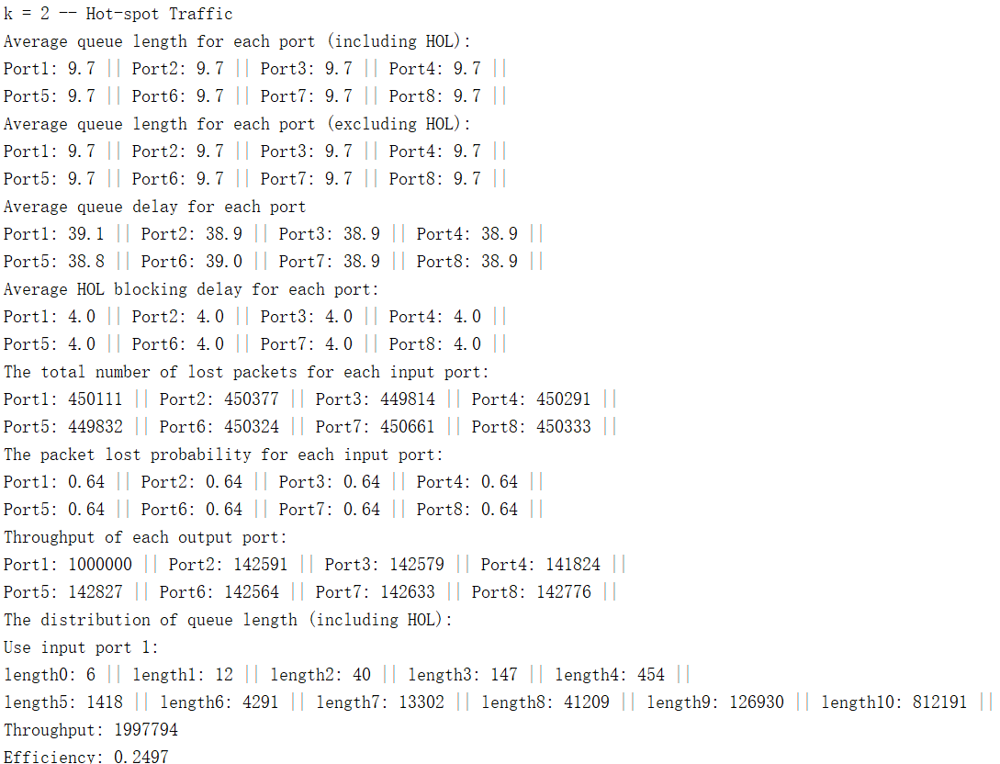 k = 2 -- Hot-spot Traffic
Average queue length for each port (including HOL):
Port1: 9.7 || Port2: 9.7 || Port3: 9.7 || Port4: 9.7 ||
Port5: 9.7 || Port6: 9.7 || Port7: 9.7 || Port8: 9.7 ||
Average queue length for each port (excluding HOL):
Port1: 9.7 || Port2: 9.7 || Port3: 9.7 || Port4: 9.7 ||
Port5: 9.7 || Port6: 9.7 || Port7: 9.7 || Port8: 9.7 ||
Average queue delay for each port
Port1: 39.1 || Port2: 38.9 || Port3: 38.9 || Port4: 38.9 ||
Port5: 38.8 || Port6: 39.0 || Port7: 38.9 || Port8: 38.9 ||
Average HOL blocking delay for each port:
Port1: 4.0 || Port2: 4.0 || Port3: 4.0 || Port4: 4.0 ||
Port5: 4.0 || Port6: 4.0 || Port7: 4.0 || Port8: 4.0 ||
The total number of lost packets for each input port:
Port1: 450111 || Port2: 450377 || Port3: 449814 || Port4: 450291 ||
Port5: 449832 || Port6: 450324 || Port7: 450661 || Port8: 450333 ||
The packet lost probability for each input port:
Port1: 0.64 || Port2: 0.64 || Port3: 0.64 || Port4: 0.64 ||
Port5: 0.64 || Port6: 0.64 || Port7: 0.64 || Port8: 0.64 ||
Throughput of each output port:
Port1: 1000000 || Port2: 142591 || Port3: 142579 || Port4: 141824 ||
Port5: 142827 || Port6: 142564 || Port7: 142633 || Port8: 142776 ||
The distribution of queue length (including HOL):
Use input port 1:
length0: 6 || length1: 12 || length2: 40 || length3: 147 || length4: 454 ||
length5: 1418 || length6: 4291 || length7: 13302 || length8: 41209 || length9: 126930 || length10: 812191 ||
Throughput: 1997794
Efficiency: 0.2497